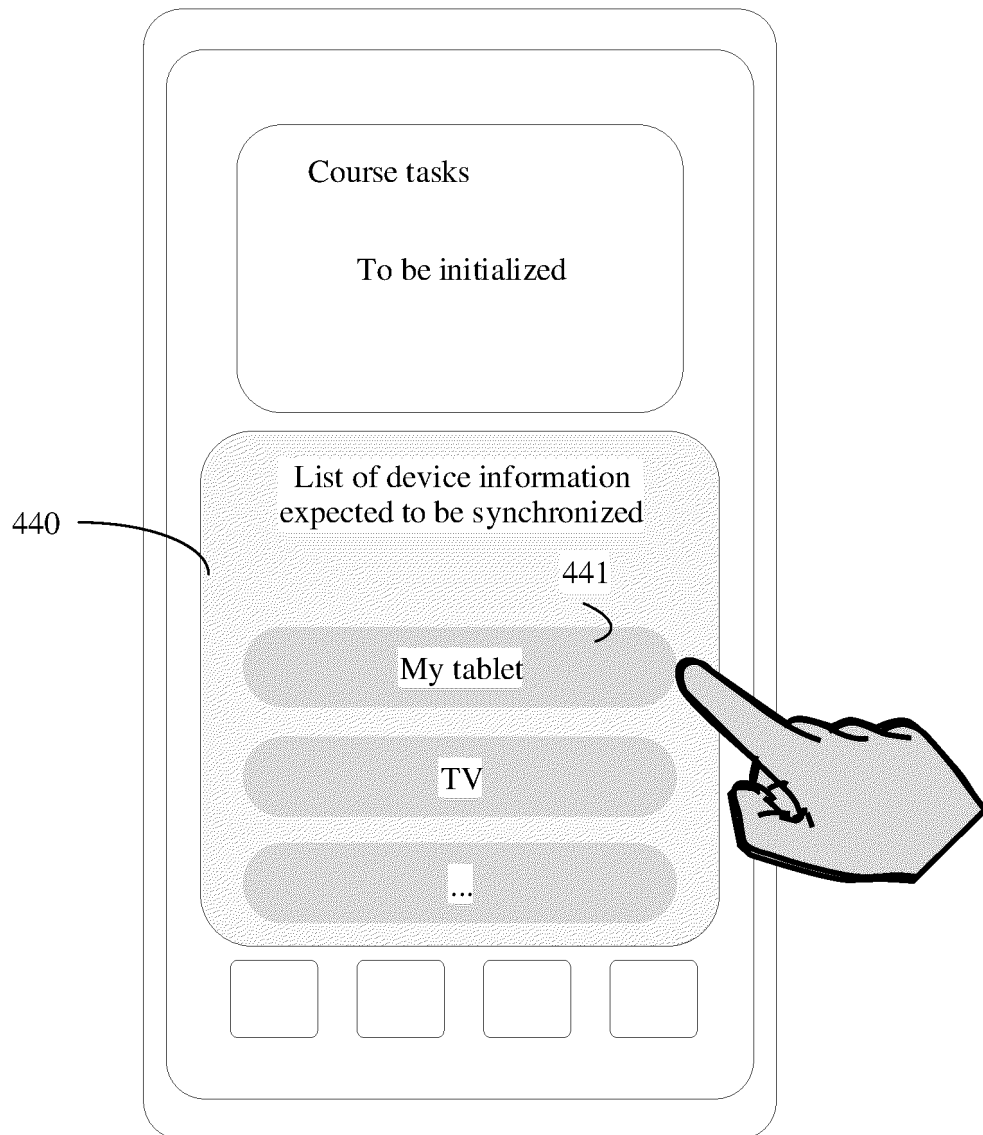 Course tasks
To be initialized
List of device information
expected to be synchronized
440
441
My tablet
TV
...